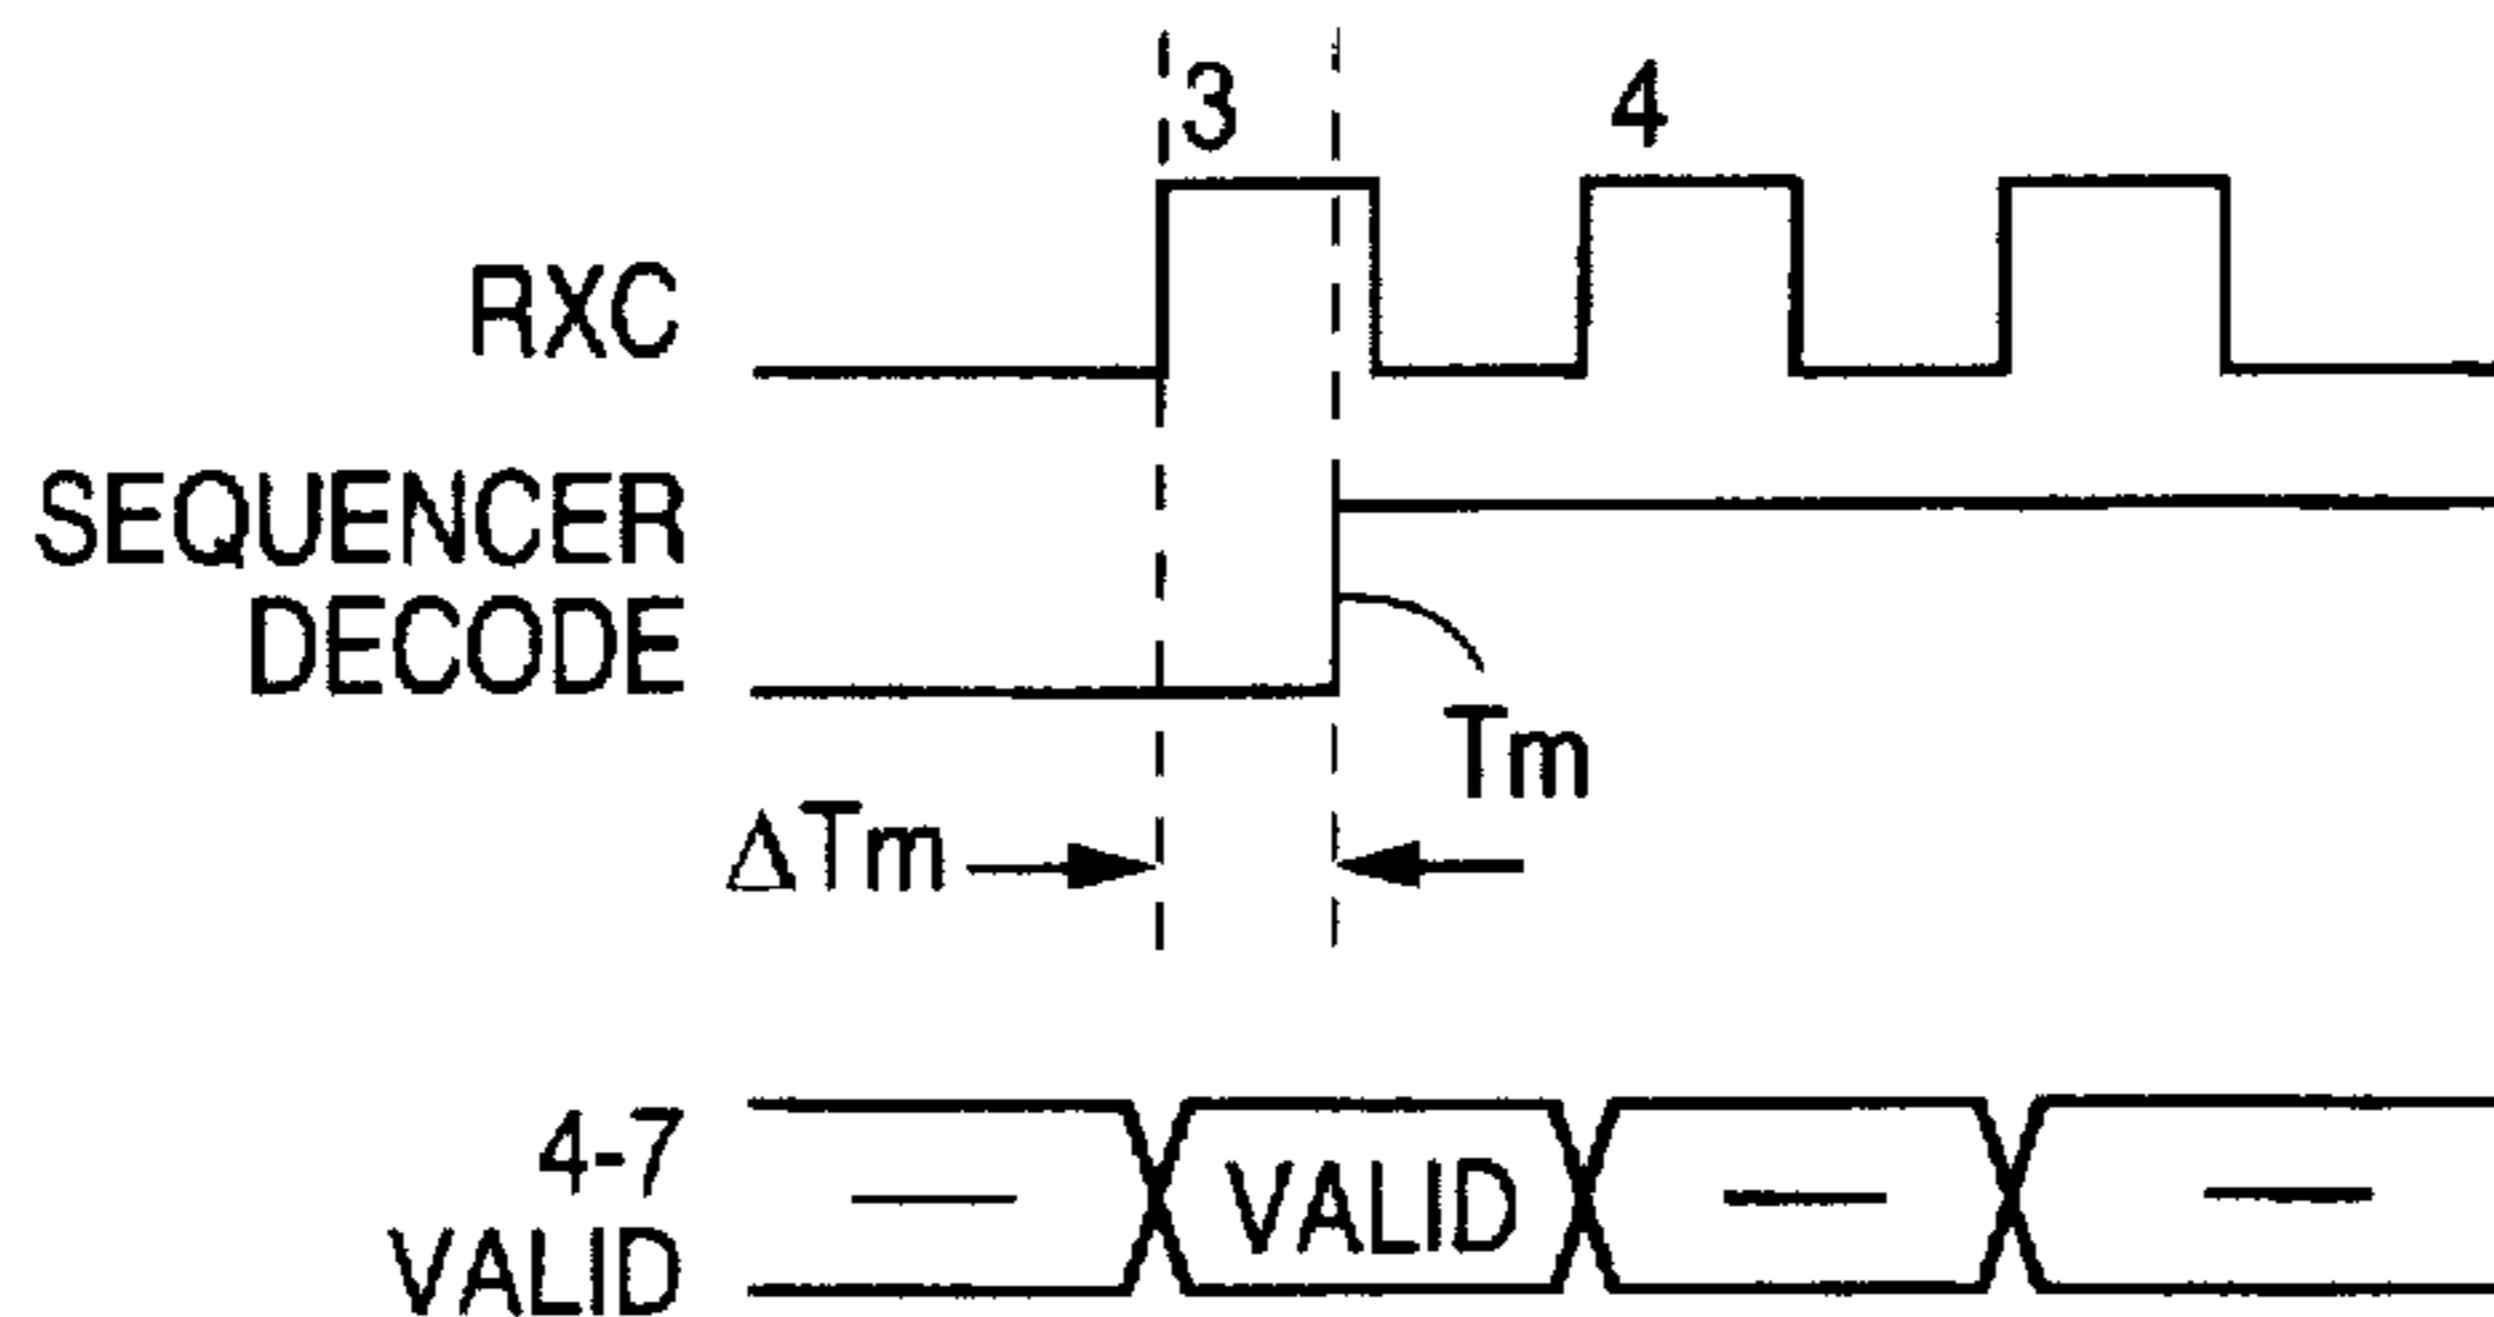 3
4
RXC
SEQUENCER
DECODE
Tm
ΔTm
4-7
VALID
VALID